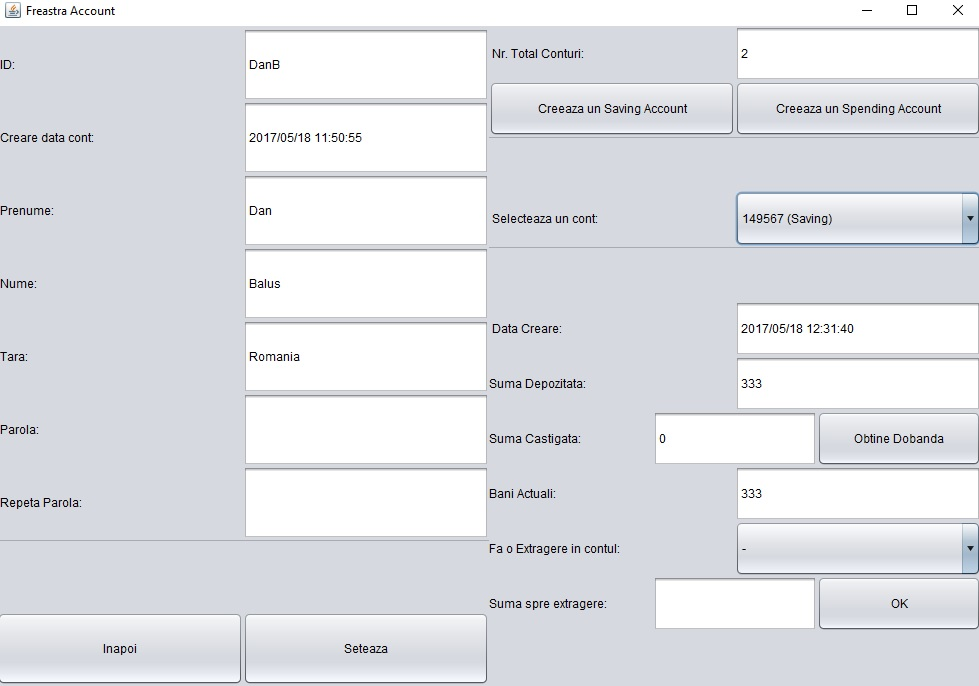 Freastra Account
ID:
DanB
Creare data cont:
2017/05/18 11:50:55
Prenume:
Dan
Nume:
Balus
Tara:
Romania
Parola:
Repeta Parola:
Inapoi
Seteaza
Nr. Total Conturi:
2
Creeaza un Saving Account
Creeaza un Spending Account
Selecteaza un cont:
149567 (Saving)
Data Creare:
2017/05/18 12:31:40
Suma Depozitata:
333
Suma Castigata:
0
Obtine Dobanda
Bani Actuali:
333
Fa o Extragere in contul:
-
Suma spre extragere:
OK